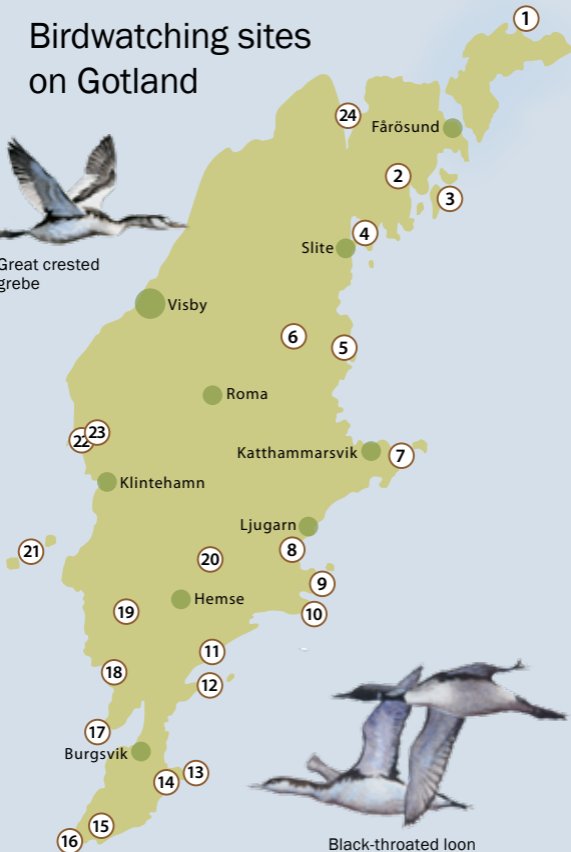 Birdwatching sites
on Gotland
1
24
Fårösund
2
3
Great crested
grebe
4
Slite
Visby
6
5
Roma
22
23
Katthammarsvik
7
Klintehamn
Ljugarn
8
21
20
9
Hemse
10
19
11
18
12
17
Burgsvik
13
14
15
16
Black-throated loon